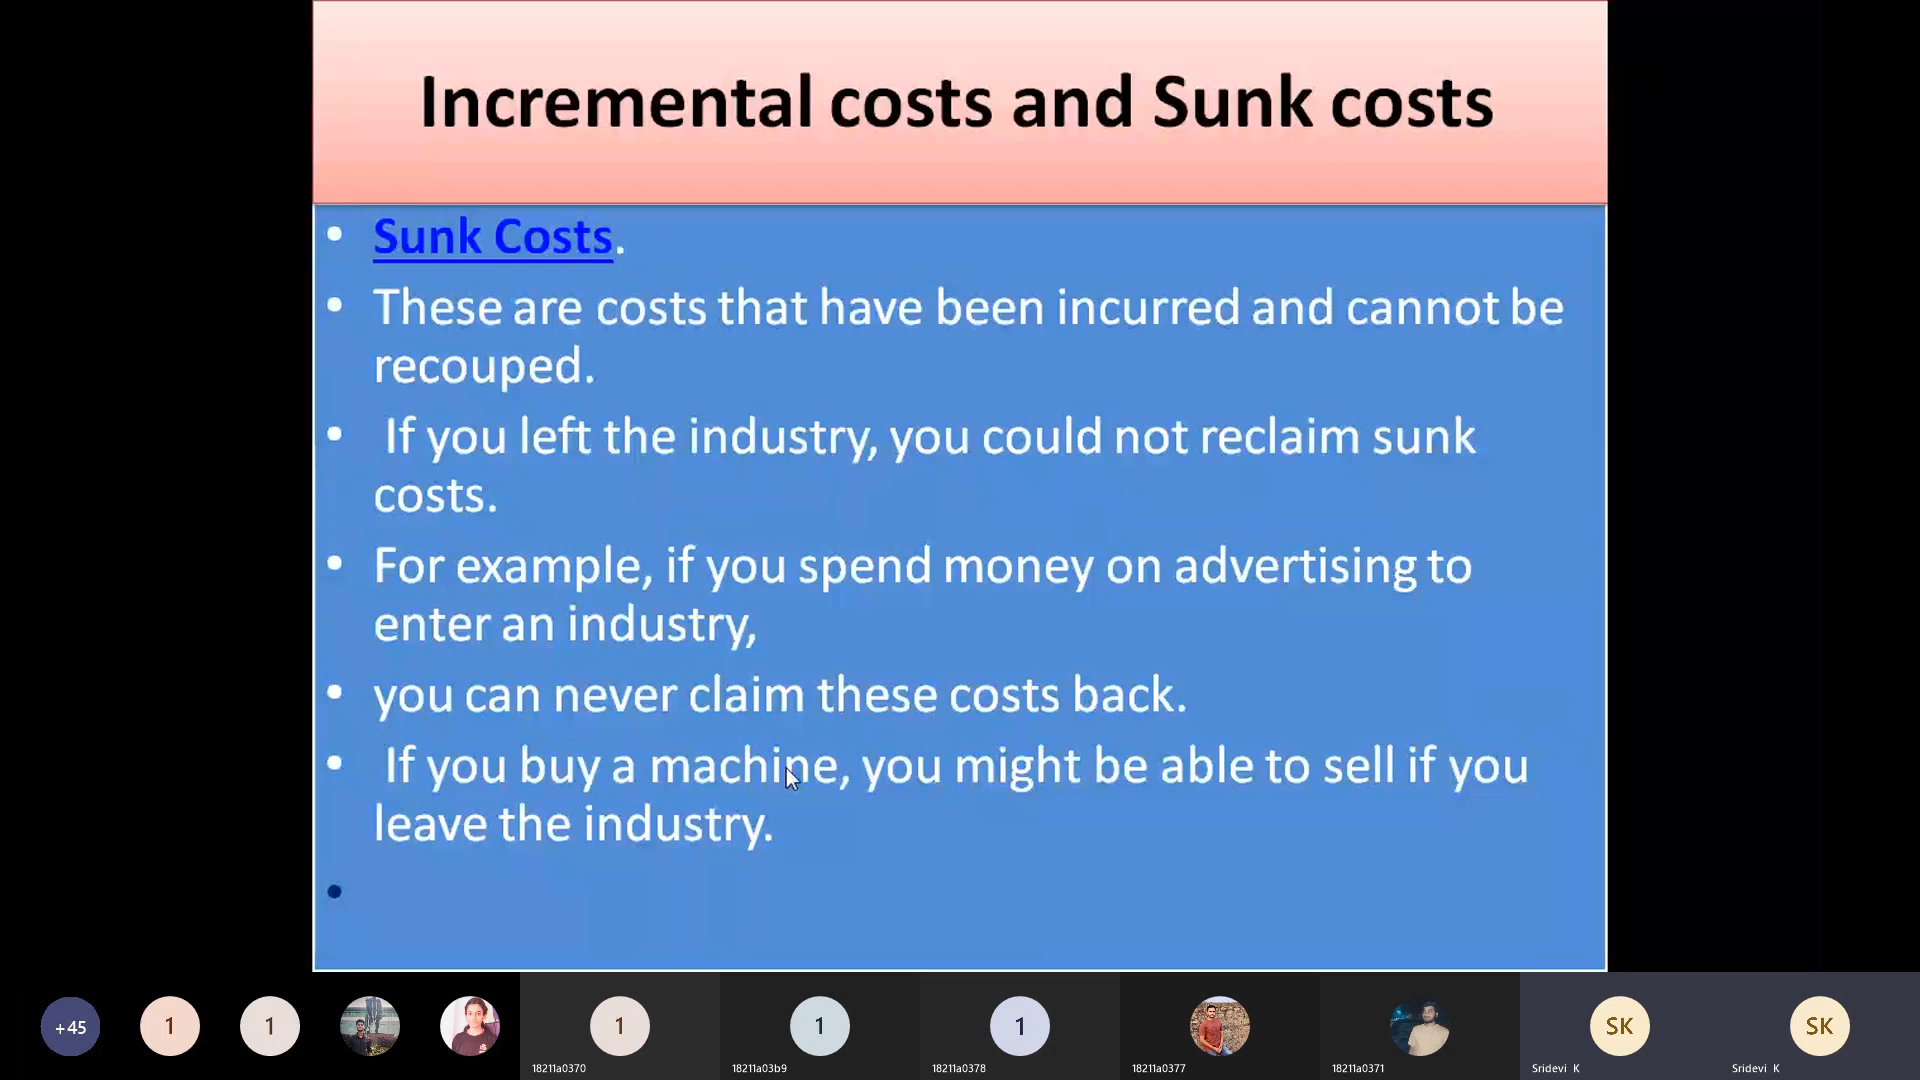 Incremental costs and Sunk costs
• Sunk Costs.
• These are costs that have been incurred and cannot be
recouped.
• If you left the industry, you could not reclaim sunk
costs.
• For example, if you spend money on advertising to
enter an industry,
• you can never claim these costs back.
• If you buy a machine, you might be able to sell if you
leave the industry.
•
+45 1 1 1 1 1 SK SK
18211a0370 18211a03b9 18211a0378 18211a0377 18211a0371 Sridevi K Sridevi K